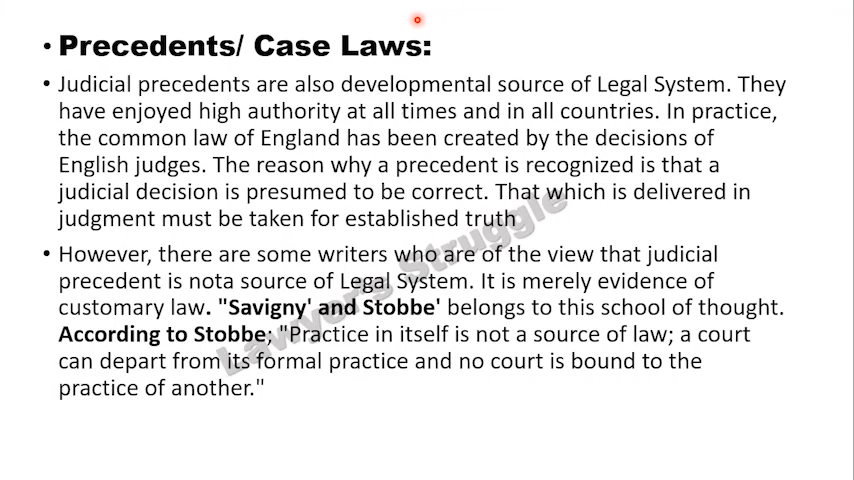 • Precedents/ Case Laws:
• Judicial precedents are also developmental source of Legal System. They
have enjoyed high authority at all times and in all countries. In practice,
the common law of England has been created by the decisions of
English judges. The reason why a precedent is recognized is that a
judicial decision is presumed to be correct. That which is delivered in
judgment must be taken for established truth
• However, there are some writers who are of the view that judicial
precedent is nota source of Legal System. It is merely evidence of
customary law. "Savigny' and Stobbe' belongs to this school of thought.
According to Stobbe; "Practice in itself is not a source of law; a court
can depart from its formal practice and no court is bound to the
practice of another."
Lawyer's Struggle